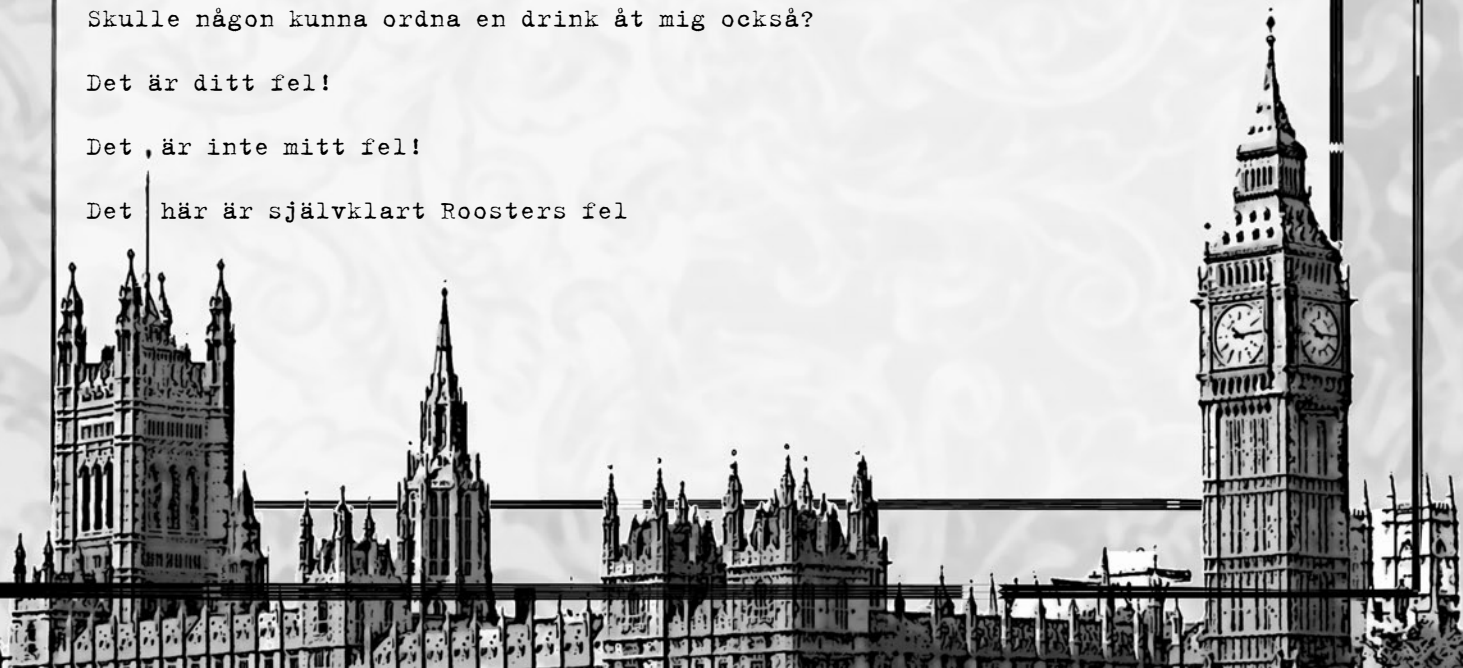 Skulle någon kunna ordna en drink åt mig också?
Det är ditt fel!
Det är inte mitt fel!
Det här är självklart Roosters fel